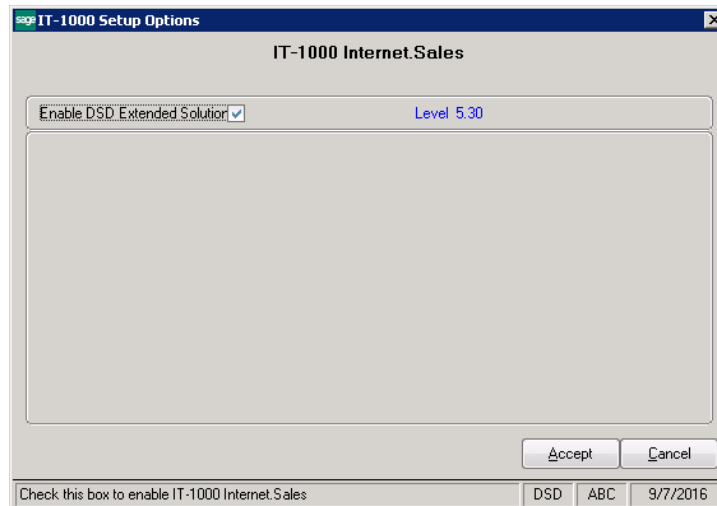 sage IT-1000 Setup Options
IT-1000 Internet.Sales
Enable DSD Extended Solution Level 5.30
Accept Cancel
Check this box to enable IT-1000 Internet.Sales DSD ABC 9/7/2016